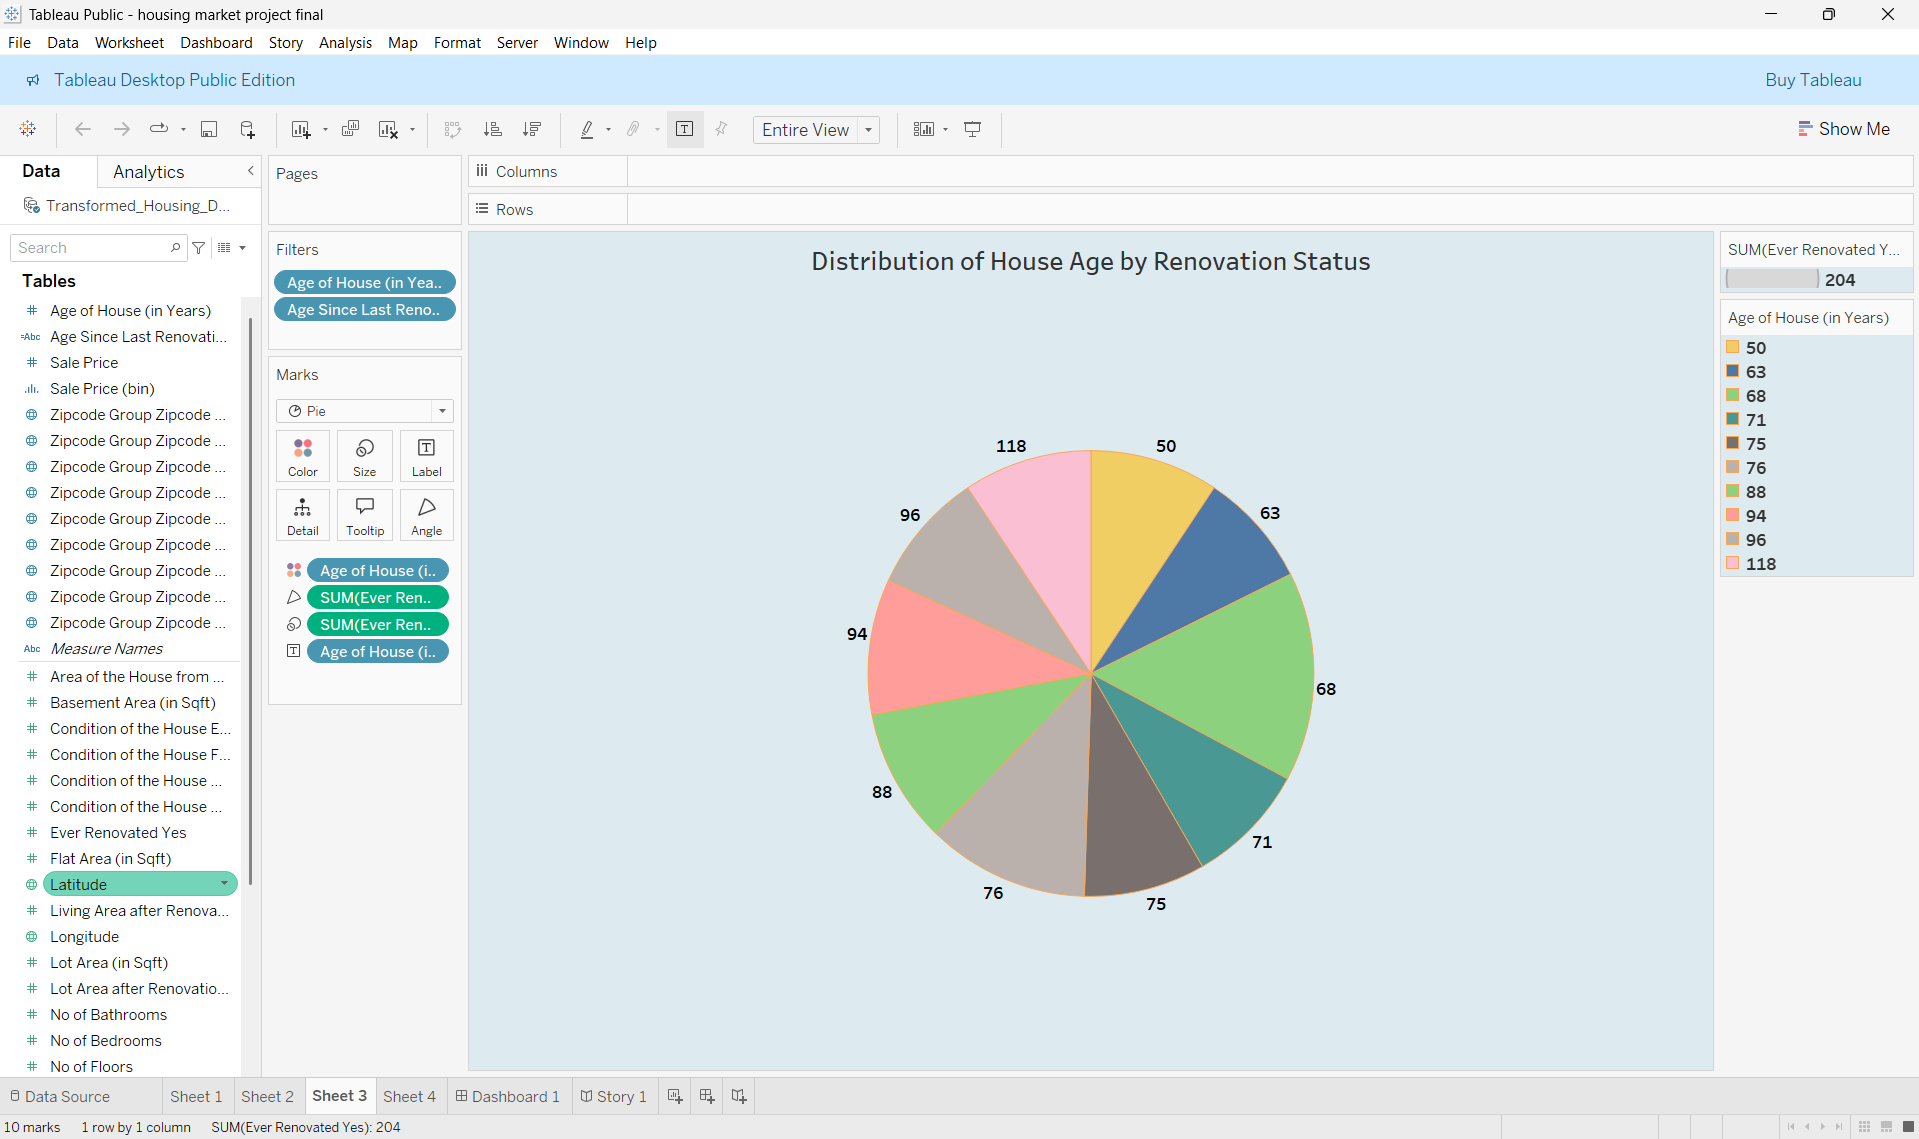 Tableau Public - housing market project final
File Data Worksheet Dashboard Story Analysis Map Format Server Window Help
Tableau Desktop Public Edition
Buy Tableau
Entire View
Show Me
Data
Analytics
Transformed_Housing_D...
Search
Tables
Age of House (in Years)
=Abc Age Since Last Renovati...
Sale Price
Sale Price (bin)
Zipcode Group Zipcode ...
Zipcode Group Zipcode ...
Zipcode Group Zipcode ...
Zipcode Group Zipcode ...
Zipcode Group Zipcode ...
Zipcode Group Zipcode ...
Zipcode Group Zipcode ...
Zipcode Group Zipcode ...
Zipcode Group Zipcode ...
Abc Measure Names
Area of the House from ...
Basement Area (in Sqft)
Condition of the House E...
Condition of the House F...
Condition of the House ...
Condition of the House ...
Ever Renovated Yes
Flat Area (in Sqft)
Latitude
Living Area after Renova...
Longitude
Lot Area (in Sqft)
Lot Area after Renovatio...
No of Bathrooms
No of Bedrooms
No of Floors
Pages
Filters
Age of House (in Yea..
Age Since Last Reno..
Marks
Pie
Color
Size
Label
Detail
Tooltip
Angle
Age of House (i..
SUM(Ever Ren..
SUM(Ever Ren..
Age of House (i..
Columns
Rows
Distribution of House Age by Renovation Status
118
50
96
63
94
68
88
71
76
75
SUM(Ever Renovated Y...
204
Age of House (in Years)
50
63
68
71
75
76
88
94
96
118
Data Source
Sheet 1
Sheet 2
Sheet 3
Sheet 4
Dashboard 1
Story 1
10 marks
1 row by 1 column
SUM(Ever Renovated Yes): 204